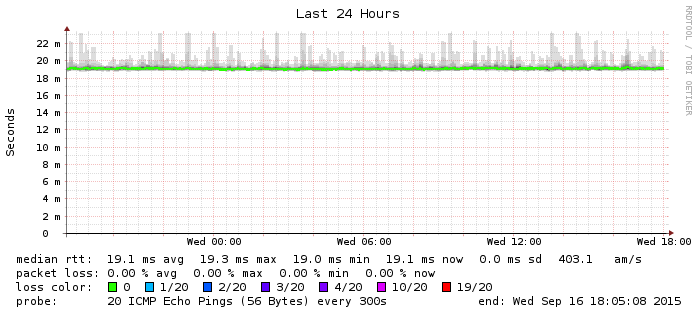 Last 24 Hours
RRDTOOL / TOBI OETIKER
Seconds
22 m
20 m
18 m
16 m
14 m
12 m
10 m
8 m
6 m
4 m
2 m
0
Wed 00:00 Wed 06:00 Wed 12:00 Wed 18:00
median rtt: 19.1 ms avg 19.3 ms max 19.0 ms min 19.1 ms now 0.0 ms sd 403.1 am/s
packet loss: 0.00 % avg 0.00 % max 0.00 % min 0.00 % now
loss color: 0 1/20 2/20 3/20 4/20 10/20 19/20
probe: 20 ICMP Echo Pings (56 Bytes) every 300s end: Wed Sep 16 18:05:08 2015